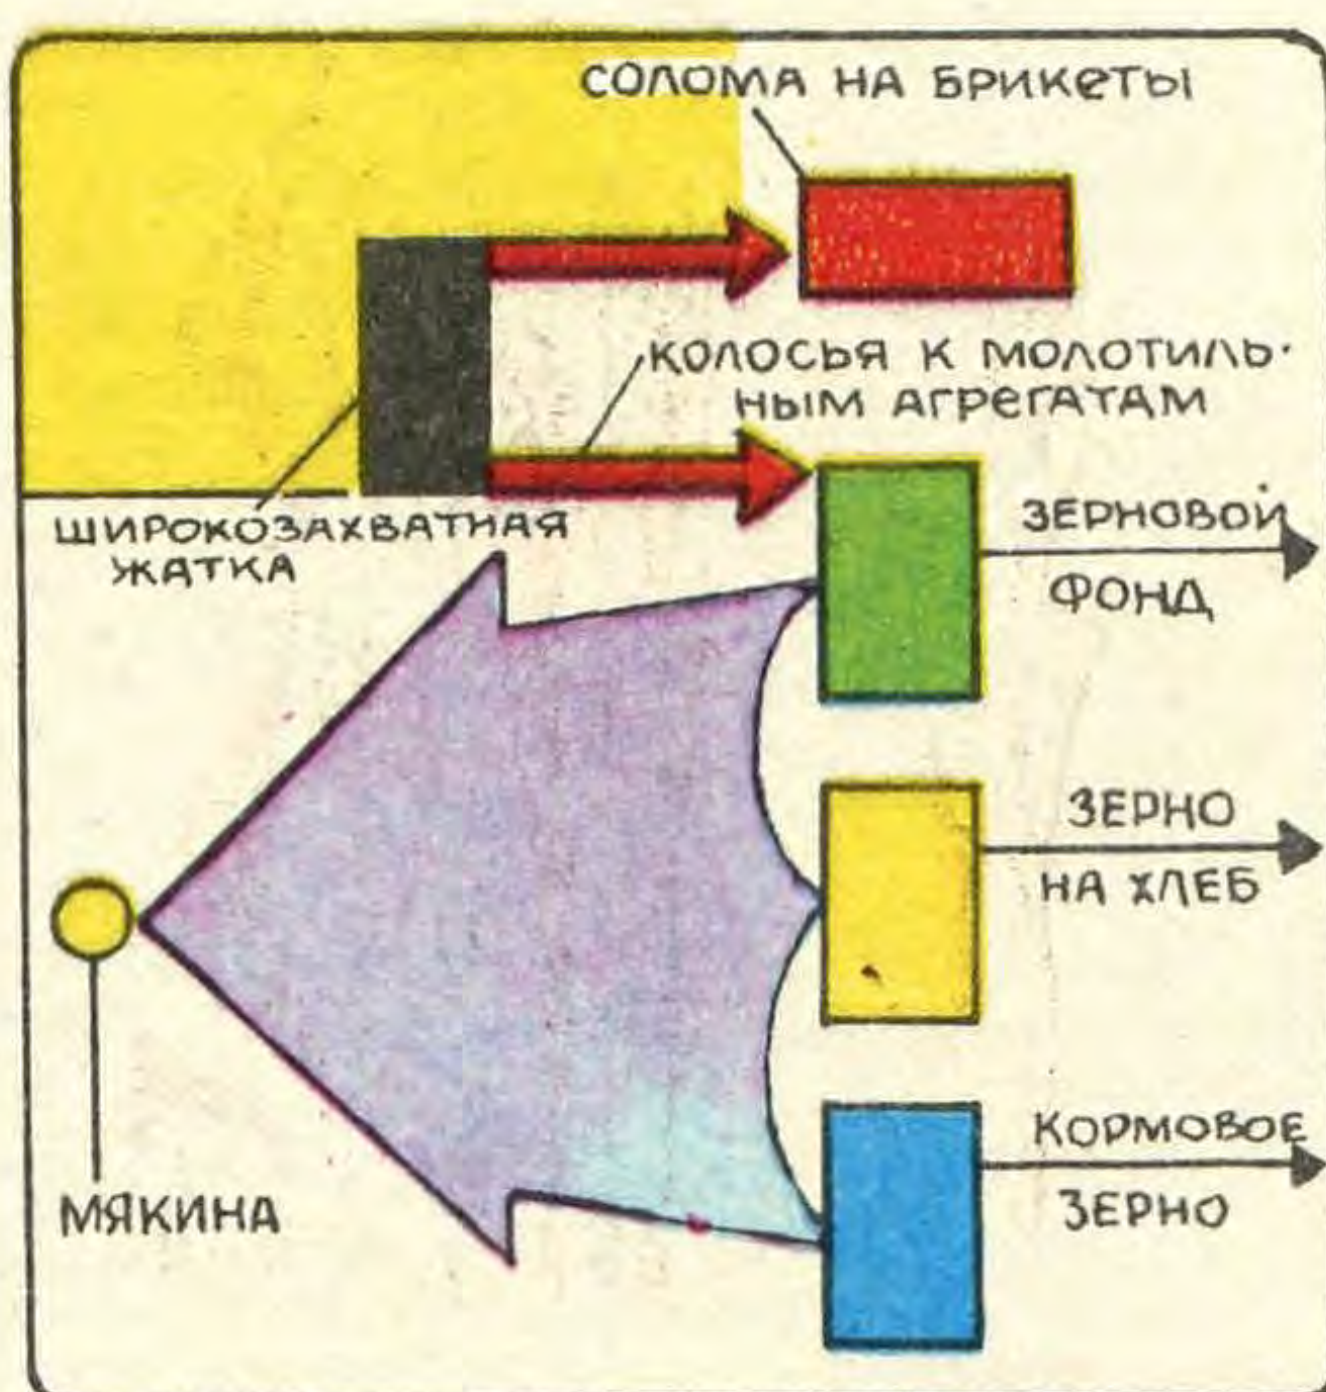 СОЛОМА НА БРИКЕТЫ
КОЛОСЬЯ К МОЛОТИЛЬ-
НЫМ АГРЕГАТАМ
ШИРОКОЗАХВАТНАЯ
ЖАТКА
ЗЕРНОВОЙ
ФОНД
ЗЕРНО
НА ХЛЕБ
МЯКИНА
КОРМОВОЕ
ЗЕРНО